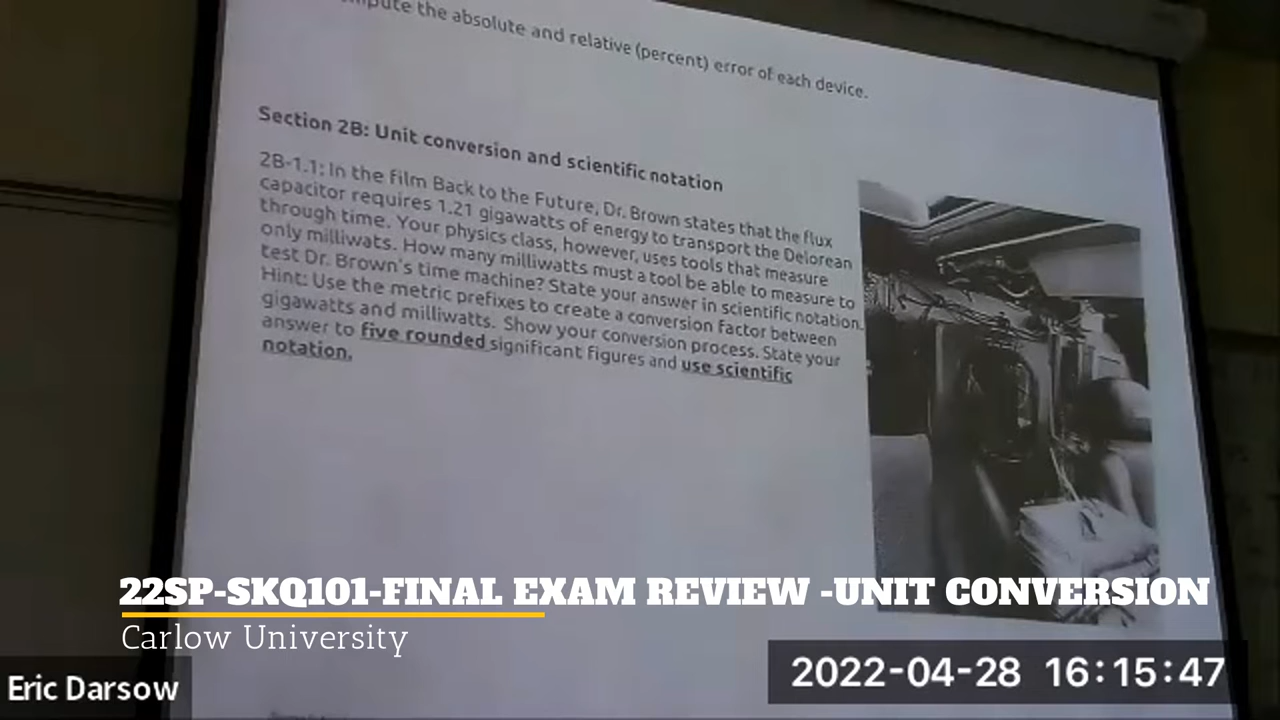 the absolute and relative (percent) error of each device.
Section 2B: Unit conversion and scientific notation
2B-1.1: In the film Back to the Future, Dr. Brown states that the flux
capacitor requires 1.21 gigawatts of energy to transport the Delorean
through time. Your physics class, however, uses tools that measure
only milliwats. How many milliwatts must a tool be able to measure to
test Dr. Brown's time machine? State your answer in scientific notation.
Hint: Use the metric prefixes to create a conversion factor between
gigawatts and milliwatts. Show your conversion process. State your
answer to five rounded significant figures and use scientific
notation.
22SP-SKQ101-FINAL EXAM REVIEW -UNIT CONVERSION
Carlow University
Eric Darsow
2022-04-28 16:15:47